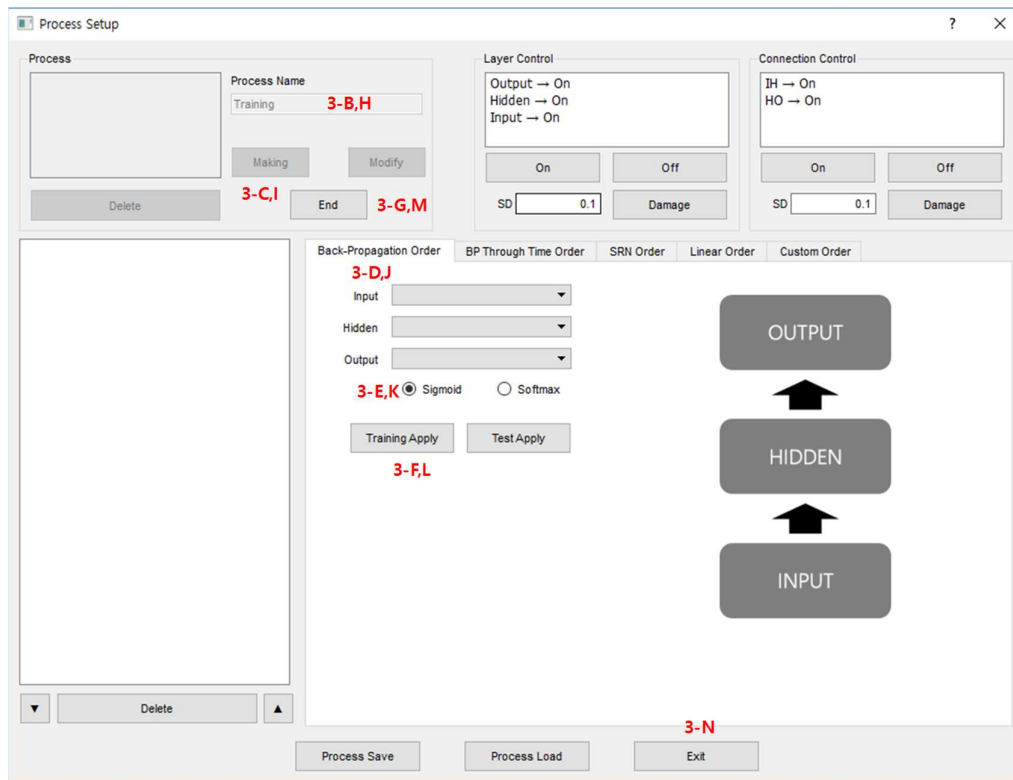 Process Setup
?
Process
Process Name
Training
3-B,H
Making
Modify
3-C,I
Delete
End
3-G,M
Layer Control
Output → On
Hidden → On
Input → On
On
Off
SD
0.1
Damage
Connection Control
IH → On
HO → On
On
Off
SD
0.1
Damage
Back-Propagation Order
BP Through Time Order
SRN Order
Linear Order
Custom Order
3-D,J
Input
Hidden
Output
3-E,K
Sigmoid
Softmax
Training Apply
Test Apply
3-F,L
OUTPUT
HIDDEN
INPUT
Delete
3-N
Process Save
Process Load
Exit